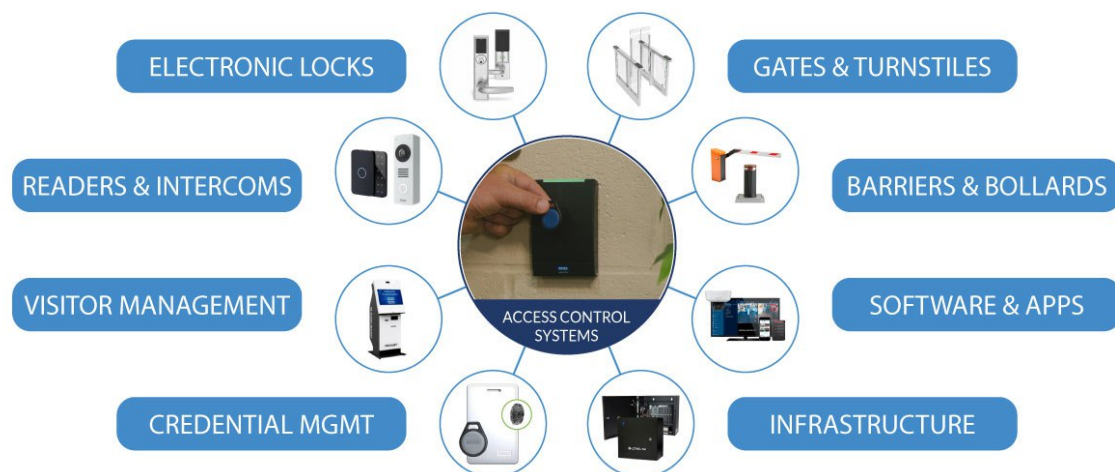 ELECTRONIC LOCKS
GATES & TURNSTILES
READERS & INTERCOMS
BARRIERS & BOLLARDS
VISITOR MANAGEMENT
SOFTWARE & APPS
ACCESS CONTROL
SYSTEMS
CREDENTIAL MGMT
INFRASTRUCTURE